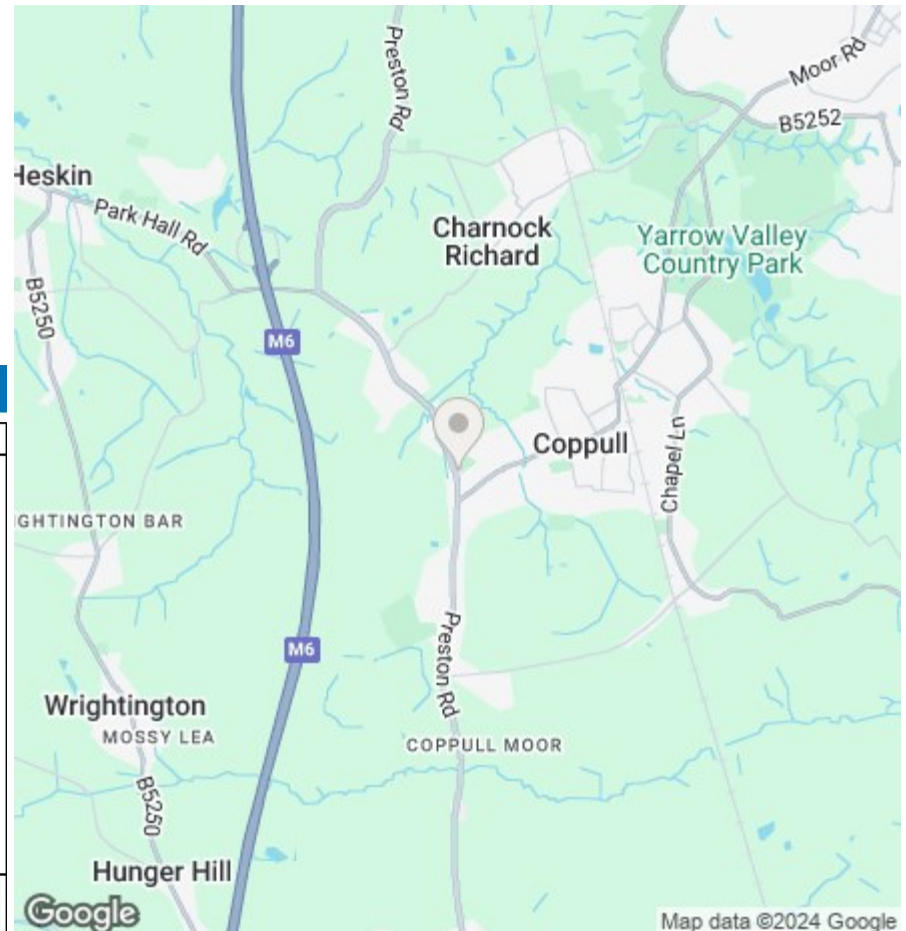 Preston Rd
Moor Rd
B5252
Heskin
Park Hall Rd
Charnock
Richard
Yarrow Valley
Country Park
B5250
M6
Coppull
Chapel Ln
IGHTINGTON BAR
M6
Preston Rd
Wrightington
MOSSY LEA
COPPULL MOOR
B5250
Hunger Hill
Google
Map data ©2024 Google